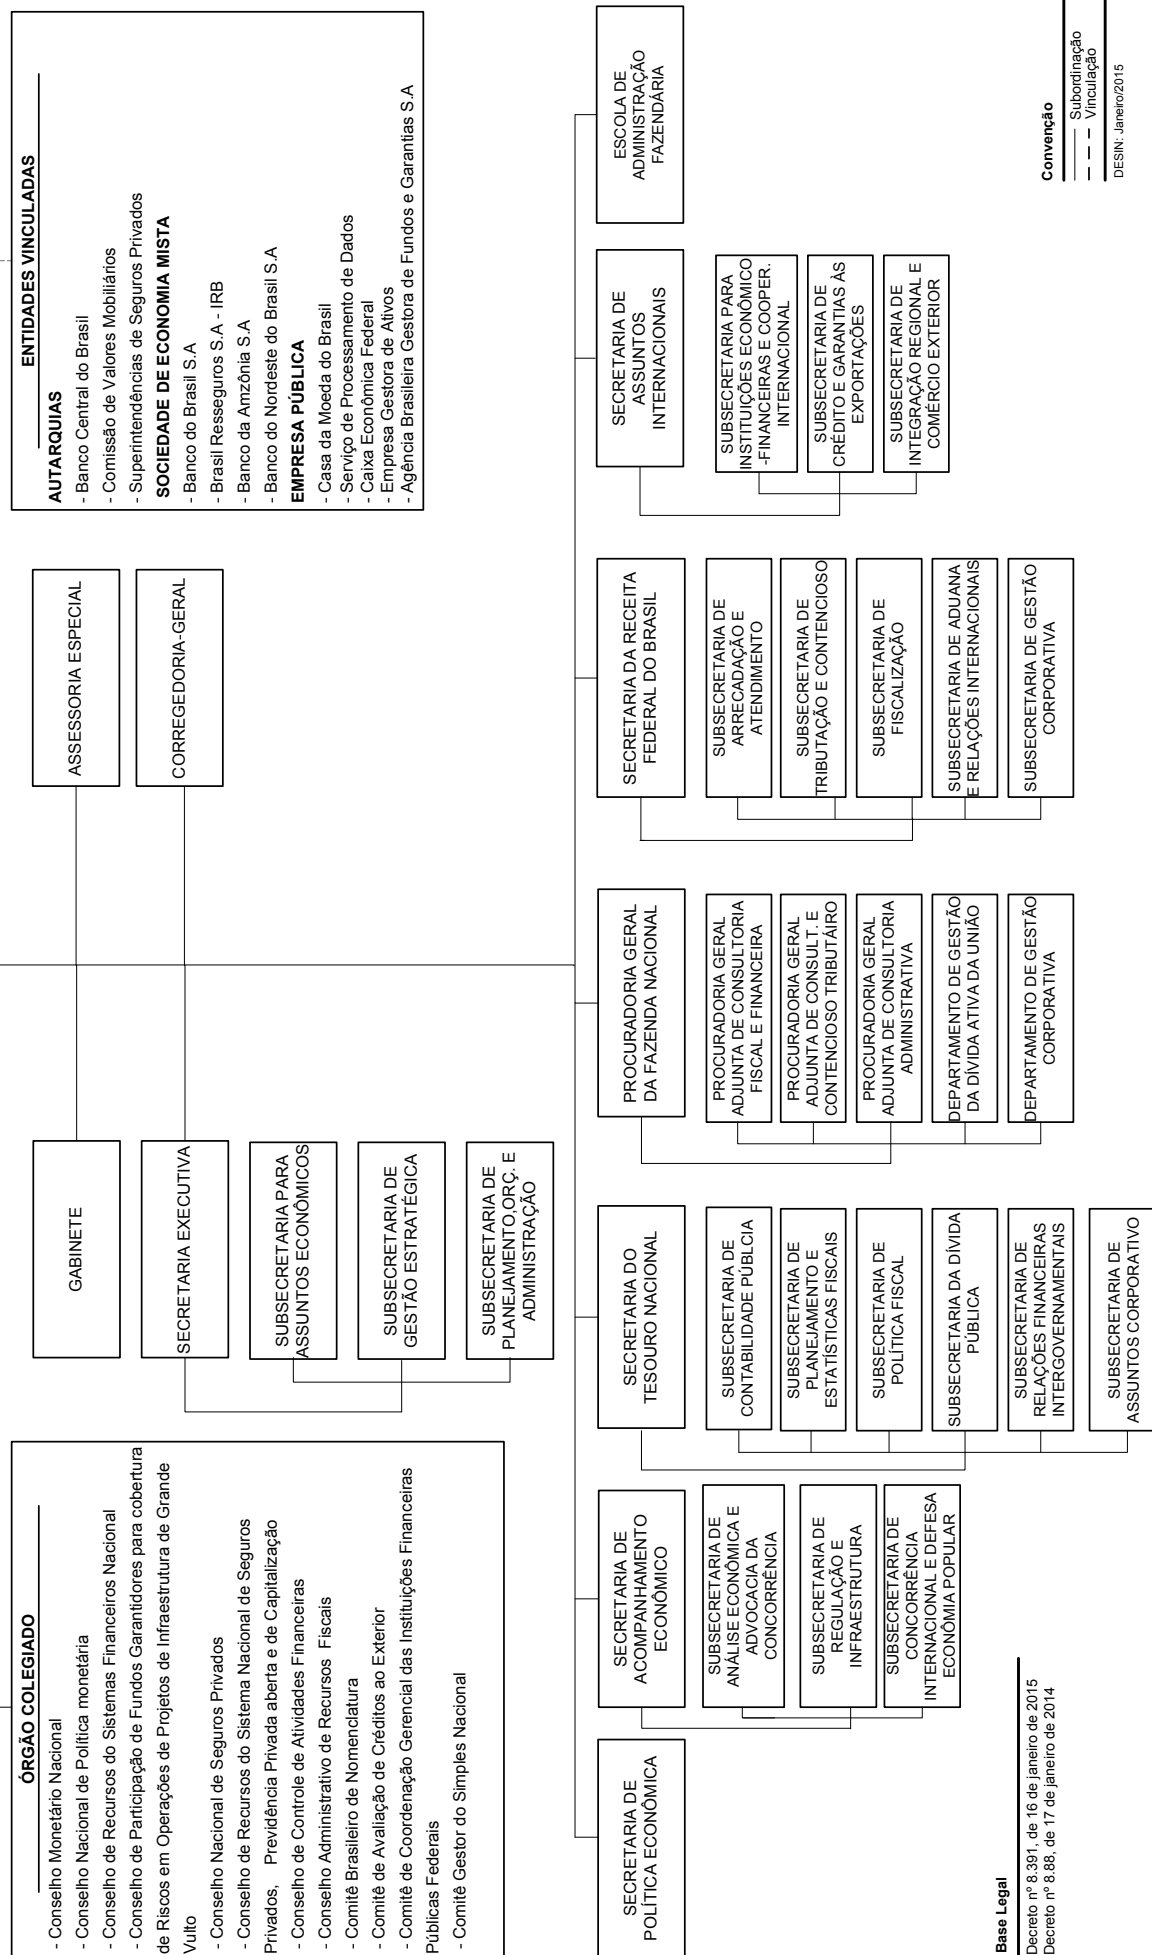 ÓRGÃO COLEGIADO
- Conselho Monetário Nacional
- Conselho Nacional de Política monetária
- Conselho de Recursos do Sistemas Financeiros Nacional
- Conselho de Participação de Fundos Garantidores para cobertura
de Riscos em Operações de Projetos de Infraestrutura de Grande
Vulto
- Conselho Nacional de Seguros Privados
- Conselho de Recursos do Sistema Nacional de Seguros
Privados, Previdência Privada aberta e de Capitalização
- Conselho de Controle de Atividades Financeiras
- Conselho Administrativo de Recursos Fiscais
- Comitê Brasileiro de Nomenclatura
- Comitê de Avaliação de Créditos ao Exterior
- Comitê de Coordenação Gerencial das Instituições Financeiras
Públicas Federais
- Comitê Gestor do Simples Nacional
GABINETE
SECRETARIA EXECUTIVA
SUBSECRETARIA PARA
ASSUNTOS ECONÔMICOS
SUBSECRETARIA DE
GESTÃO ESTRATÉGICA
SUBSECRETARIA DE
PLANEJAMENTO,ORÇ. E
ADMINISTRAÇÃO
ASSESSORIA ESPECIAL
CORREGEDORIA-GERAL
ENTIDADES VINCULADAS
AUTARQUIAS
- Banco Central do Brasil
- Comissão de Valores Mobiliários
- Superintendências de Seguros Privados
SOCIEDADE DE ECONOMIA MISTA
- Banco do Brasil S.A
- Brasil Resseguros S.A - IRB
- Banco da Amzônia S.A
- Banco do Nordeste do Brasil S.A
EMPRESA PÚBLICA
- Casa da Moeda do Brasil
- Serviço de Processamento de Dados
- Caixa Econômica Federal
- Empresa Gestora de Ativos
- Agência Brasileira Gestora de Fundos e Garantias S.A
SECRETARIA DE
POLÍTICA ECONÔMICA
SECRETARIA DE
ACOMPANHAMENTO
ECONÔMICO
SUBSECRETARIA DE
ANÁLISE ECONÔMICA E
ADVOCACIA DA
CONCORRÊNCIA
SUBSECRETARIA DE
REGULAÇÃO E
INFRAESTRUTURA
SUBSECRETARIA DE
CONCORRÊNCIA
INTERNACIONAL E DEFESA
ECONÔMIA POPULAR
SECRETARIA DO
TESOURO NACIONAL
SUBSECRETARIA DE
CONTABILIDADE PÚBLCIA
SUBSECRETARIA DE
PLANEJAMENTO E
ESTATÍSTICAS FISCAIS
SUBSECRETARIA DE
POLÍTICA FISCAL
SUBSECRETARIA DA DÍVIDA
PÚBLICA
SUBSECRETARIA DE
RELAÇÕES FINANCEIRAS
INTERGOVERNAMENTAIS
SUBSECRETARIA DE
ASSUNTOS CORPORATIVO
PROCURADORIA GERAL
DA FAZENDA NACIONAL
PROCURADORIA GERAL
ADJUNTA DE CONSULTORIA
FISCAL E FINANCEIRA
PROCURADORIA GERAL
ADJUNTA DE CONSULT. E
CONTENCIOSO TRIBUTÁIRO
PROCURADORIA GERAL
ADJUNTA DE CONSULTORIA
ADMINISTRATIVA
DEPARTAMENTO DE GESTÃO
DA DÍVIDA ATIVA DA UNIÃO
DEPARTAMENTO DE GESTÃO
CORPORATIVA
SECRETARIA DA RECEITA
FEDERAL DO BRASIL
SUBSECRETARIA DE
ARRECADAÇÃO E
ATENDIMENTO
SUBSECRETARIA DE
TRIBUTAÇÃO E CONTENCIOSO
SUBSECRETARIA DE
FISCALIZAÇÃO
SUBSECRETARIA DE ADUANA
E RELAÇÕES INTERNACIONAIS
SUBSECRETARIA DE GESTÃO
CORPORATIVA
SECRETARIA DE
ASSUNTOS
INTERNACIONAIS
SUBSECRETARIA PARA
INSTITUIÇÕES ECONÔMICO
-FINANCEIRAS E COOPER.
INTERNACIONAL
SUBSECRETARIA DE
CRÉDITO E GARANTIAS ÀS
EXPORTAÇÕES
SUBSECRETARIA DE
INTEGRAÇÃO REGIONAL E
COMÉRCIO EXTERIOR
ESCOLA DE
ADMINISTRAÇÃO
FAZENDÁRIA
Base Legal
Decreto nº 8.391, de 16 de janeiro de 2015
Decreto nº 8.88, de 17 de janeiro de 2014
Convenção
Subordinação
Vinculação
DESIN: Janeiro/2015